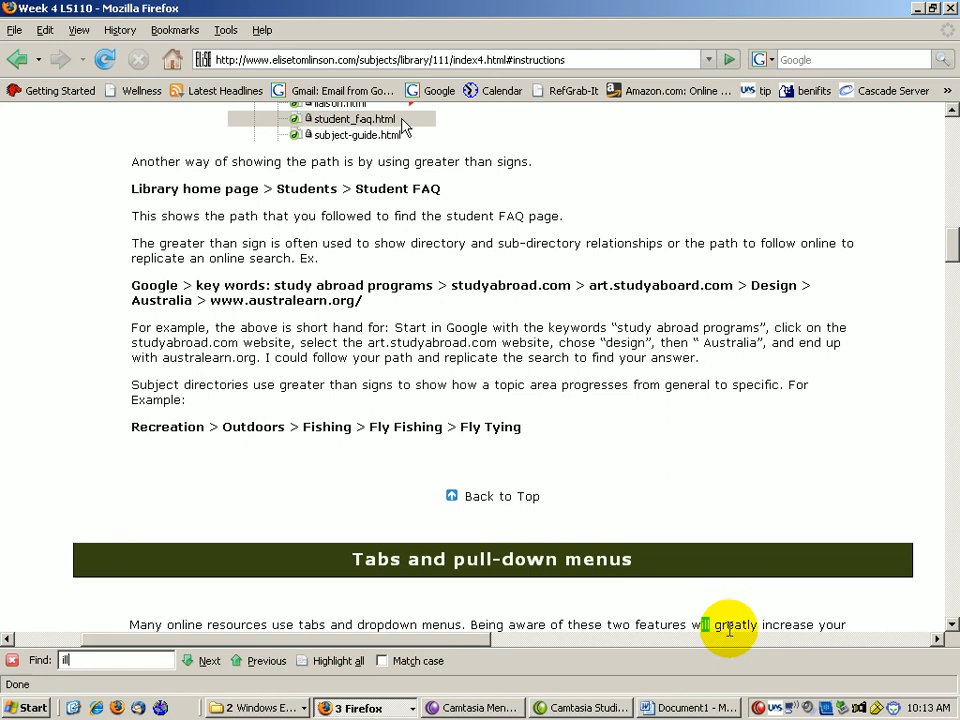 Week 4 LS110 - Mozilla Firefox
File Edit View History Bookmarks Tools Help
http://www.elisetomlinson.com/subjects/library/111/index4.html#instructions
Google
Getting Started Wellness Latest Headlines Gmail: Email from Go... Google Calendar RefGrab-It Amazon.com: Online ... tip benifits Cascade Server »
liaison.html
student_faq.html
subject-guide.html
Another way of showing the path is by using greater than signs.
Library home page > Students > Student FAQ
This shows the path that you followed to find the student FAQ page.
The greater than sign is often used to show directory and sub-directory relationships or the path to follow online to
replicate an online search. Ex.
Google > key words: study abroad programs > studyabroad.com > art.studyaboard.com > Design >
Australia > www.australearn.org/
For example, the above is short hand for: Start in Google with the keywords “study abroad programs”, click on the
studyabroad.com website, select the art.studyabroad.com website, chose “design”, then “ Australia”, and end up
with australearn.org. I could follow your path and replicate the search to find your answer.
Subject directories use greater than signs to show how a topic area progresses from general to specific. For
Example:
Recreation > Outdoors > Fishing > Fly Fishing > Fly Tying
Back to Top
Tabs and pull-down menus
Many online resources use tabs and dropdown menus. Being aware of these two features will greatly increase your
Find: ill Next Previous Highlight all Match case
Done
Start 2 Windows E... 3 Firefox Camtasia Men... Camtasia Studi... Document1 - M... 10:13 AM